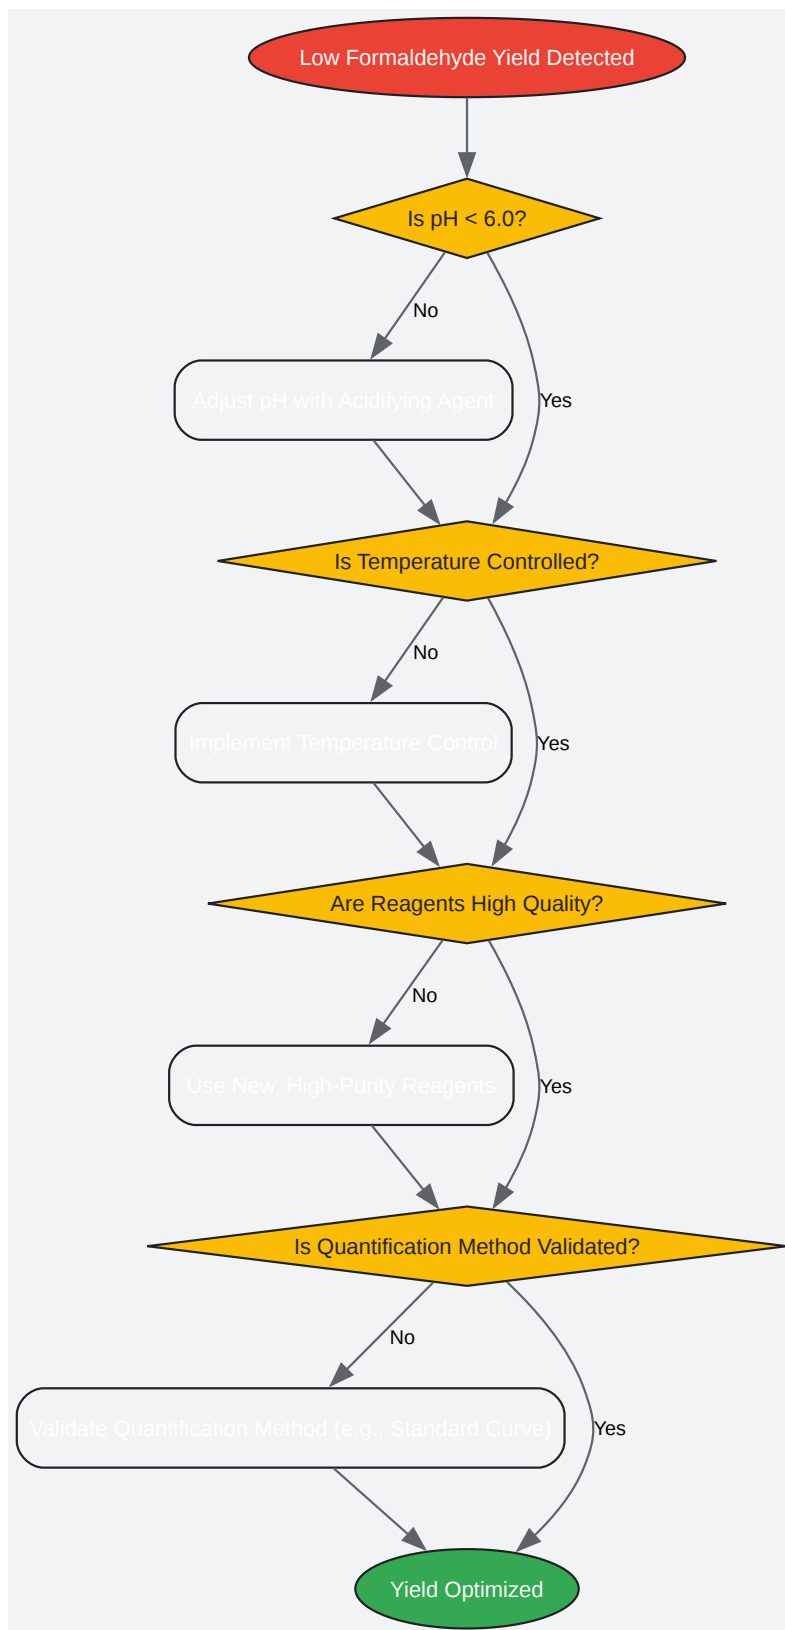 Low Formaldehyde Yield Detected
Is pH < 6.0?
No
Adjust pH with Acidifying Agent
Yes
Is Temperature Controlled?
No
Implement Temperature Control
Yes
Are Reagents High Quality?
No
Use New, High-Purity Reagents
Yes
Is Quantification Method Validated?
No
Validate Quantification Method (e.g., Standard Curve)
Yes
Yield Optimized